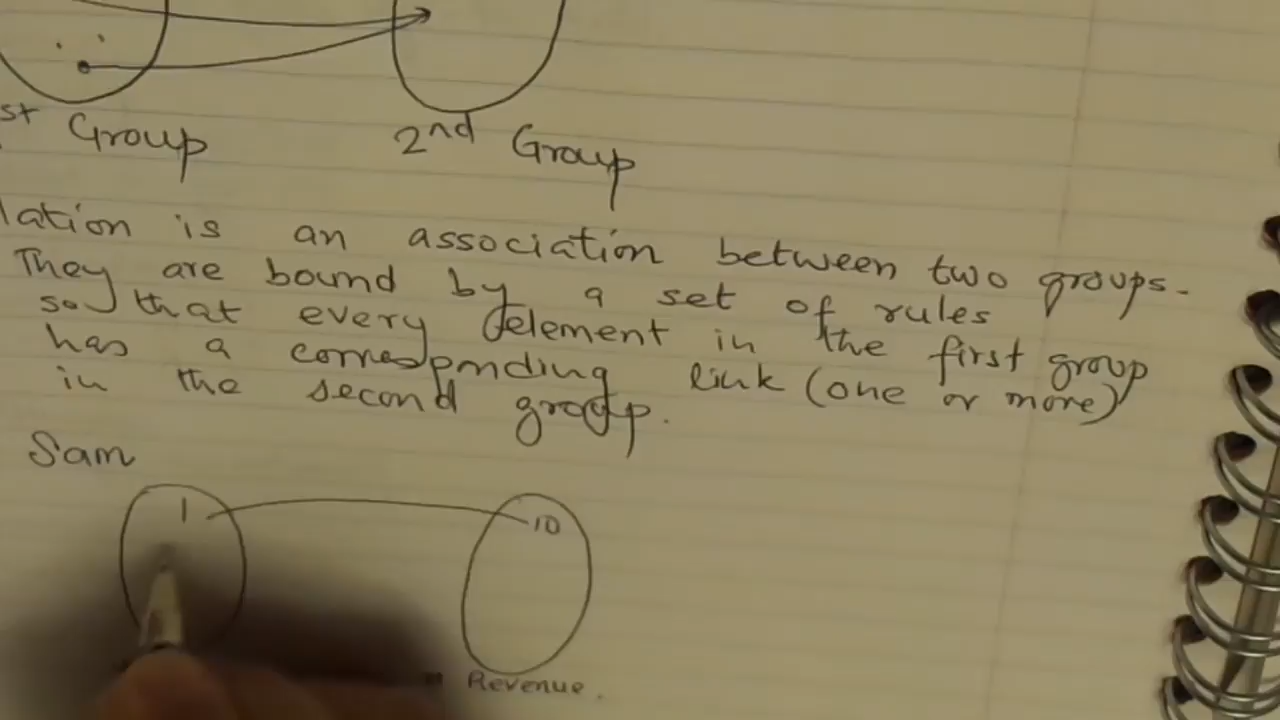 st Group 2nd Group
lation is an association between two groups.
They are bound by a set of rules
so that every element in the first group
has a correspnding link (one or more)
in the second group.
Sam
1 10
Revenue.